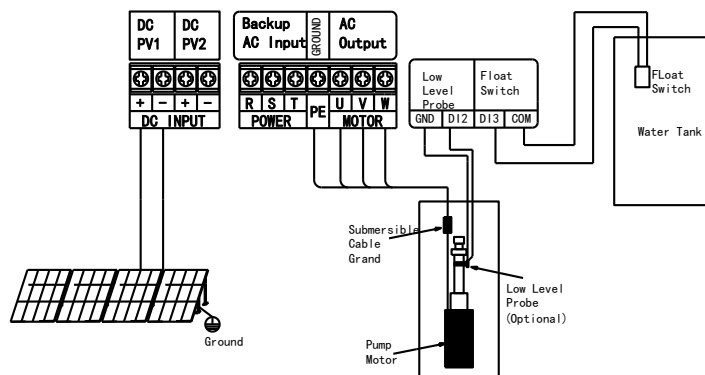 DC DC
PV1 PV2
Backup
AC Input
GROUND
AC
Output
+ - + -
DC INPUT
R S T
POWER
PE
U V W
MOTOR
Low
Level
Probe
Float
Switch
GND DI2 DI3 COM
FLoat
Switch
Water Tank
Submersible
Cable
Grand
Low Level
Probe
(Optional)
Ground
Pump
Motor